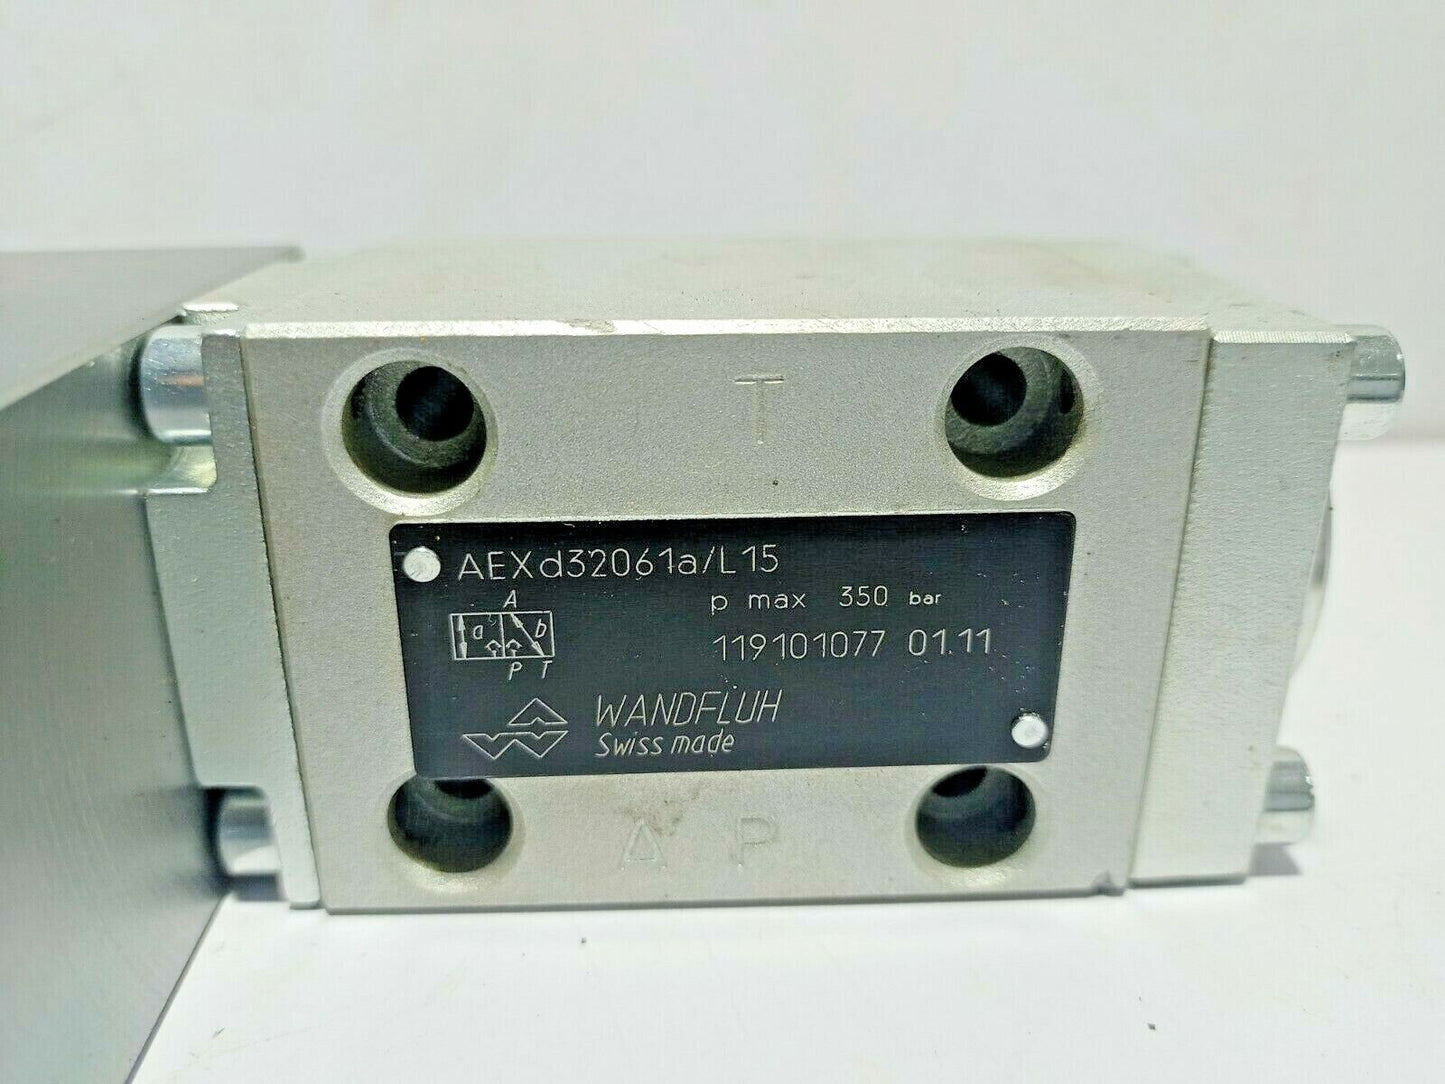 T
AEXd32061a/L15
A
p max 350 bar
a b
119101077 01.11
P T
WANDFLUH
Swiss made
A P